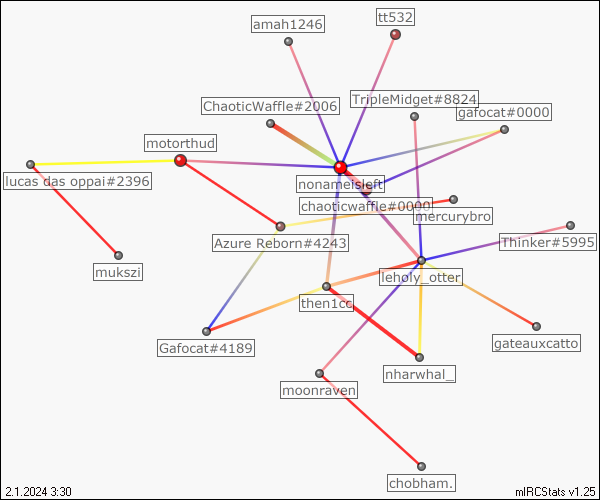 tt532
amah1246
TripleMidget#8824
ChaoticWaffle#2006
gafocat#0000
motorthud
lucas das oppai#2396
nonameisleft
chaoticwaffle#0000
mercurybro
Azure Reborn#4243
Thinker#5995
mukszi
leholy_otter
then1cc
Gafocat#4189
gateauxcatto
nharwhal_
moonraven
chobham.
2.1.2024 3:30
mIRCStats v1.25